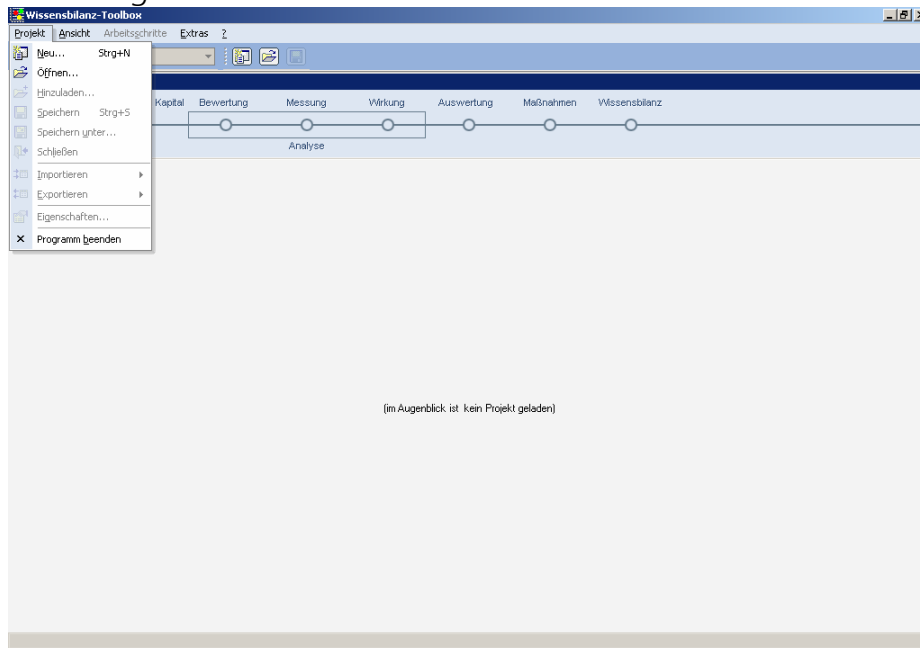 Wissensbilanz-Toolbox
Projekt Ansicht Arbeitsschritte Extras ?
Neu... Strg+N
Öffnen...
Hinzuladen...
Speichern Strg+S
Speichern unter...
Schließen
Importieren
Exportieren
Eigenschaften...
Programm beenden
Kapital Bewertung Messung Wirkung Auswertung Maßnahmen Wissensbilanz
Analyse
(im Augenblick ist kein Projekt geladen)